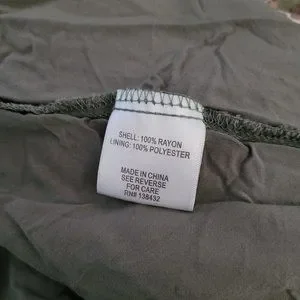 SHELL: 100% RAYON
LINING: 100% POLYESTER
MADE IN CHINA
SEE REVERSE
FOR CARE
RN# 138432